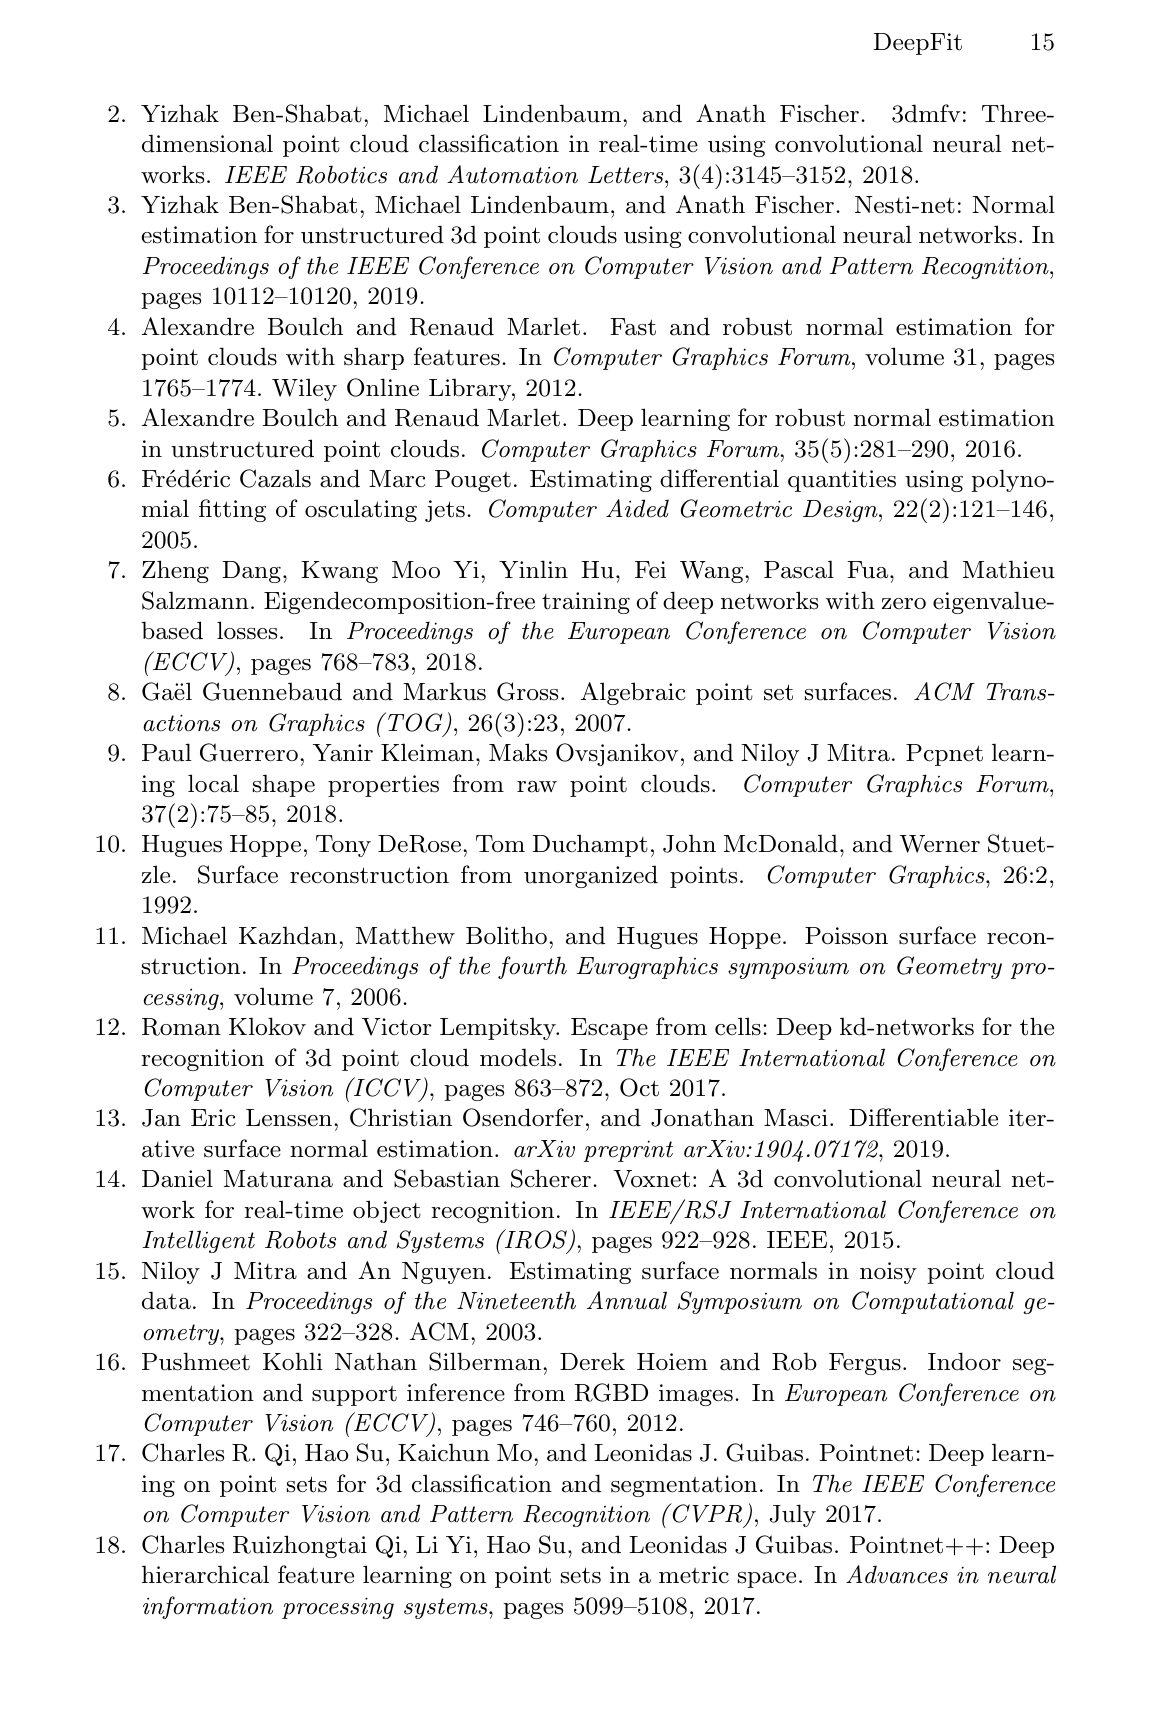 DeepFit 15
2. Yizhak Ben-Shabat, Michael Lindenbaum, and Anath Fischer. 3dmfv: Three-
dimensional point cloud classification in real-time using convolutional neural net-
works. IEEE Robotics and Automation Letters, 3(4):3145–3152, 2018.
3. Yizhak Ben-Shabat, Michael Lindenbaum, and Anath Fischer. Nesti-net: Normal
estimation for unstructured 3d point clouds using convolutional neural networks. In
Proceedings of the IEEE Conference on Computer Vision and Pattern Recognition,
pages 10112–10120, 2019.
4. Alexandre Boulch and Renaud Marlet. Fast and robust normal estimation for
point clouds with sharp features. In Computer Graphics Forum, volume 31, pages
1765–1774. Wiley Online Library, 2012.
5. Alexandre Boulch and Renaud Marlet. Deep learning for robust normal estimation
in unstructured point clouds. Computer Graphics Forum, 35(5):281–290, 2016.
6. Frédéric Cazals and Marc Pouget. Estimating differential quantities using polyno-
mial fitting of osculating jets. Computer Aided Geometric Design, 22(2):121–146,
2005.
7. Zheng Dang, Kwang Moo Yi, Yinlin Hu, Fei Wang, Pascal Fua, and Mathieu
Salzmann. Eigendecomposition-free training of deep networks with zero eigenvalue-
based losses. In Proceedings of the European Conference on Computer Vision
(ECCV), pages 768–783, 2018.
8. Gaël Guennebaud and Markus Gross. Algebraic point set surfaces. ACM Trans-
actions on Graphics (TOG), 26(3):23, 2007.
9. Paul Guerrero, Yanir Kleiman, Maks Ovsjanikov, and Niloy J Mitra. Pcpnet learn-
ing local shape properties from raw point clouds. Computer Graphics Forum,
37(2):75–85, 2018.
10. Hugues Hoppe, Tony DeRose, Tom Duchampt, John McDonald, and Werner Stuet-
zle. Surface reconstruction from unorganized points. Computer Graphics, 26:2,
1992.
11. Michael Kazhdan, Matthew Bolitho, and Hugues Hoppe. Poisson surface recon-
struction. In Proceedings of the fourth Eurographics symposium on Geometry pro-
cessing, volume 7, 2006.
12. Roman Klokov and Victor Lempitsky. Escape from cells: Deep kd-networks for the
recognition of 3d point cloud models. In The IEEE International Conference on
Computer Vision (ICCV), pages 863–872, Oct 2017.
13. Jan Eric Lenssen, Christian Osendorfer, and Jonathan Masci. Differentiable iter-
ative surface normal estimation. arXiv preprint arXiv:1904.07172, 2019.
14. Daniel Maturana and Sebastian Scherer. Voxnet: A 3d convolutional neural net-
work for real-time object recognition. In IEEE/RSJ International Conference on
Intelligent Robots and Systems (IROS), pages 922–928. IEEE, 2015.
15. Niloy J Mitra and An Nguyen. Estimating surface normals in noisy point cloud
data. In Proceedings of the Nineteenth Annual Symposium on Computational ge-
ometry, pages 322–328. ACM, 2003.
16. Pushmeet Kohli Nathan Silberman, Derek Hoiem and Rob Fergus. Indoor seg-
mentation and support inference from RGBD images. In European Conference on
Computer Vision (ECCV), pages 746–760, 2012.
17. Charles R. Qi, Hao Su, Kaichun Mo, and Leonidas J. Guibas. Pointnet: Deep learn-
ing on point sets for 3d classification and segmentation. In The IEEE Conference
on Computer Vision and Pattern Recognition (CVPR), July 2017.
18. Charles Ruizhongtai Qi, Li Yi, Hao Su, and Leonidas J Guibas. Pointnet++: Deep
hierarchical feature learning on point sets in a metric space. In Advances in neural
information processing systems, pages 5099–5108, 2017.